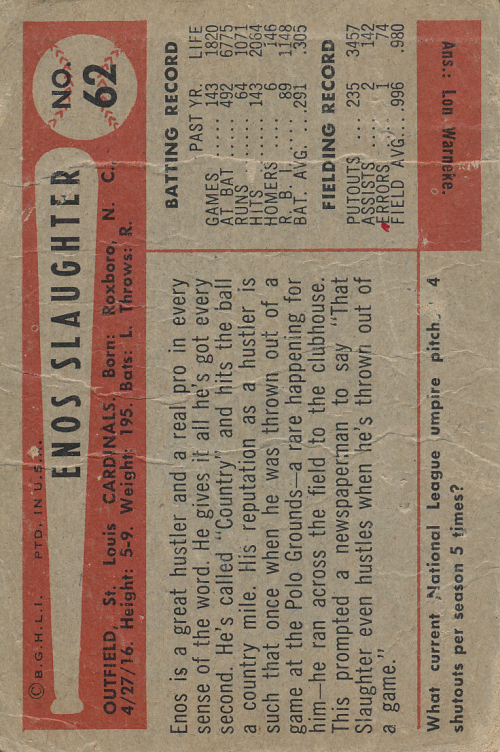 © B.G.H.L.I. PTD. IN U.S.A.
ENOS SLAUGHTER
NO.
62
OUTFIELD, St. Louis CARDINALS. Born: Roxboro, N. C.,
4/27/16. Height: 5-9. Weight: 195. Bats: L. Throws: R.
Enos is a great hustler and a real pro in every
sense of the word. He gives it all he's got every
second. He's called "Country" and hits the ball
a country mile. His reputation as a hustler is
such that once when he was thrown out of a
game at the Polo Grounds—a rare happening for
him—he ran across the field to the clubhouse.
This prompted a newspaperman to say "That
Slaughter even hustles when he's thrown out of
a game."
BATTING RECORD
PAST YR. LIFE
GAMES 143 1820
AT BAT ..... 492 6775
RUNS ..... 64 1071
HITS ..... 143 2064
HOMERS ... 6 146
R. B. I. .... 89 1148
BAT. AVG. ... .291 .305
FIELDING RECORD
PUTOUTS ... 235 3457
ASSISTS ... 2 142
ERRORS .... 1 74
FIELD AVG. ... .996 .980
What current National League umpire pitch 4
shutouts per season 5 times?
Ans.: Lon Warneke.